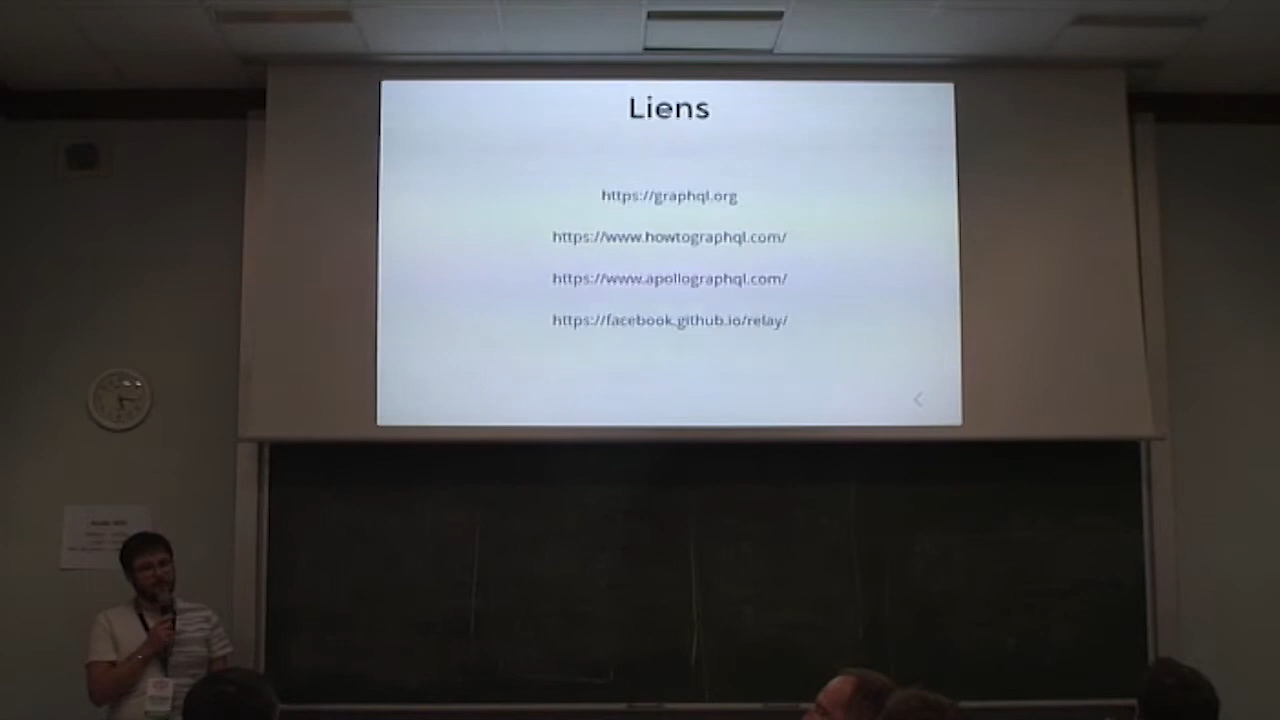 Liens
https://graphql.org
https://www.howtographql.com/
https://www.apollographql.com/
https://facebook.github.io/relay/